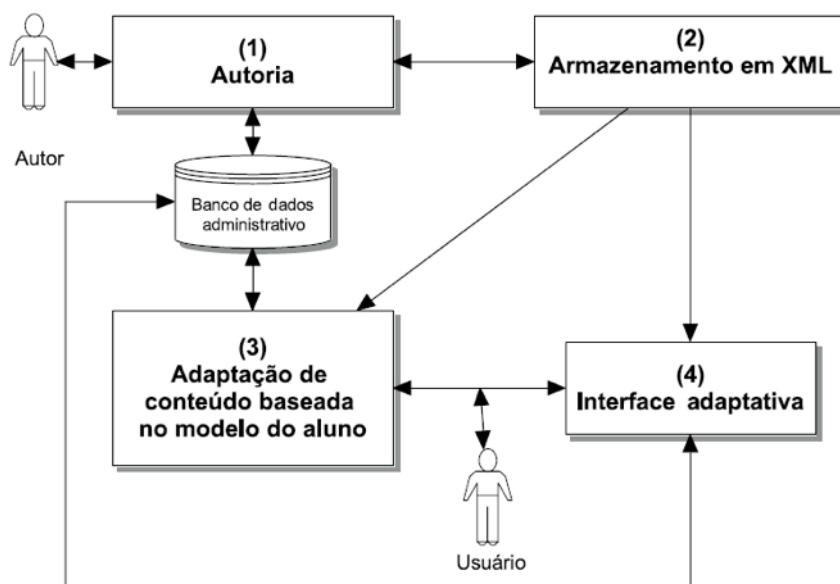 (1)
Autoria
(2)
Armazenamento em XML
Autor
Banco de dados
administrativo
(3)
Adaptação de
conteúdo baseada
no modelo do aluno
(4)
Interface adaptativa
Usuário